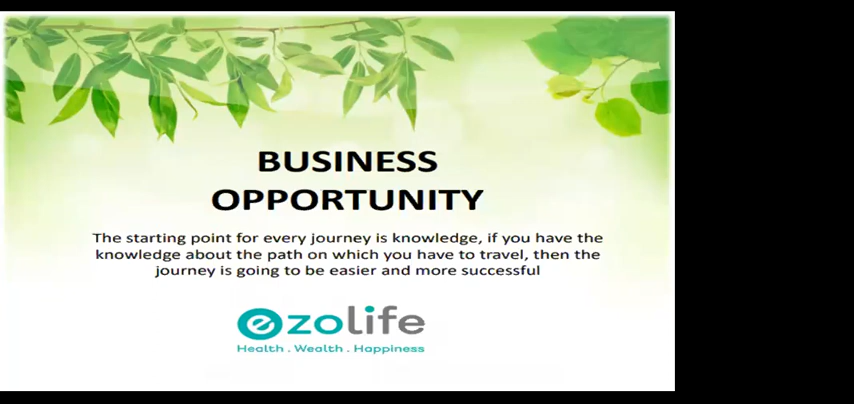 BUSINESS
OPPORTUNITY
The starting point for every journey is knowledge, if you have the
knowledge about the path on which you have to travel, then the
journey is going to be easier and more successful
ezolife
Health . Wealth . Happiness